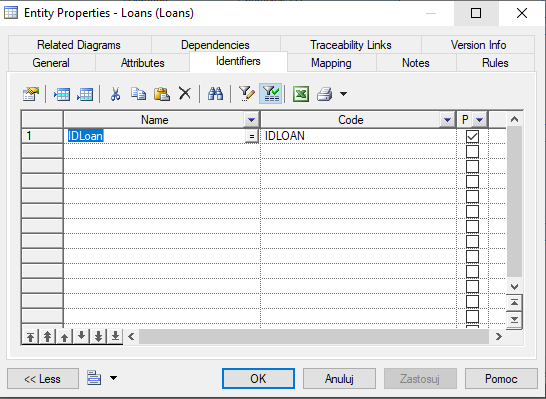 Entity Properties - Loans (Loans)
Related Diagrams Dependencies Traceability Links Version Info
General Attributes Identifiers Mapping Notes Rules
Name Code P
1 IDLoan = IDLOAN
<< Less OK Anuluj Zastosuj Pomoc